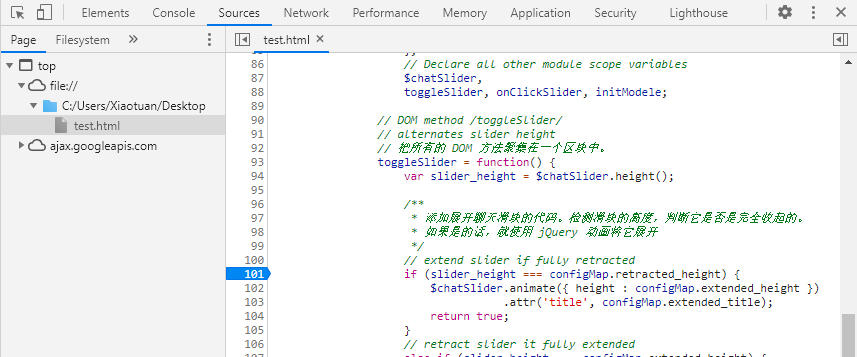 Elements Console Sources Network Performance Memory Application Security Lighthouse
Page Filesystem » test.html ×
top
file://
C:/Users/Xiaotuan/Desktop
test.html
ajax.googleapis.com
86 // Declare all other module scope variables
87 $chatSlider,
88 toggleSlider, onClickSlider, initModele;
89
90 // DOM method /toggleSlider/
91 // alternates slider height
92 // 把所有的 DOM 方法聚集在一个区块中。
93 toggleSlider = function() {
94 var slider_height = $chatSlider.height();
95
96 /**
97 * 添加展开聊天滑块的代码。检测滑块的高度，判断它是否是完全收起的。
98 * 如果是的话，就使用 jQuery 动画将它展开
99 */
100 // extend slider if fully retracted
101 if (slider_height === configMap.retracted_height) {
102 $chatSlider.animate({ height : configMap.extended_height })
103 .attr('title', configMap.extended_title);
104 return true;
105 }
106 // retract slider it fully extended